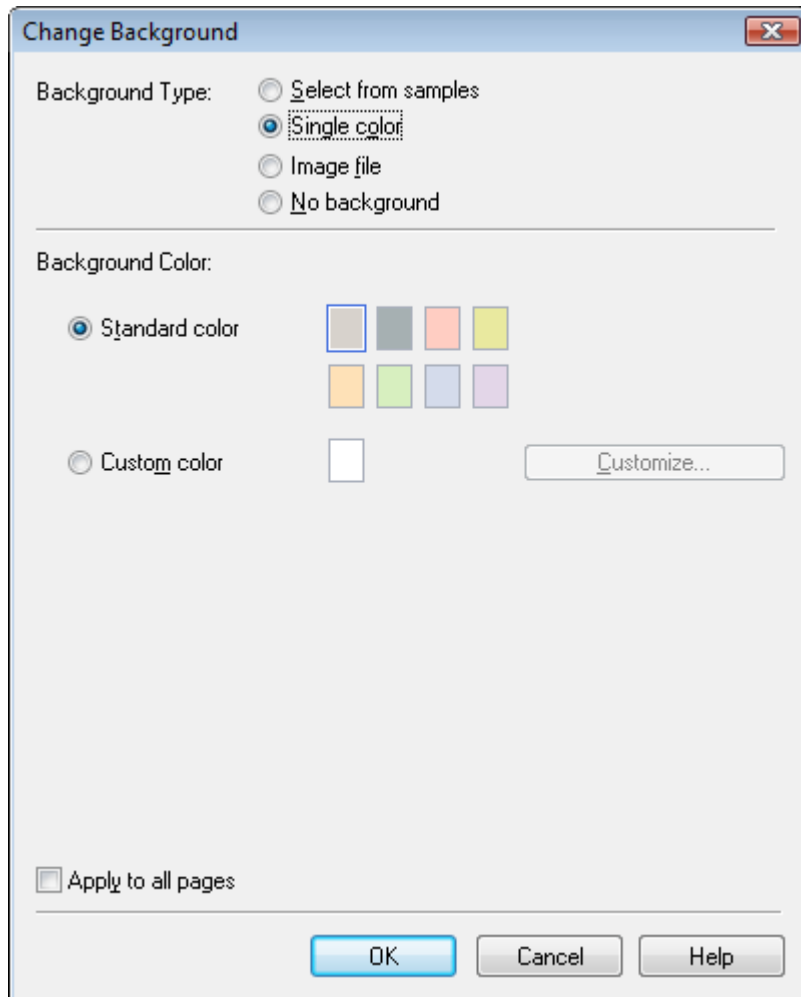 Change Background
Background Type:
Select from samples
Single color
Image file
No background
Background Color:
Standard color
Custom color
Customize...
Apply to all pages
OK Cancel Help